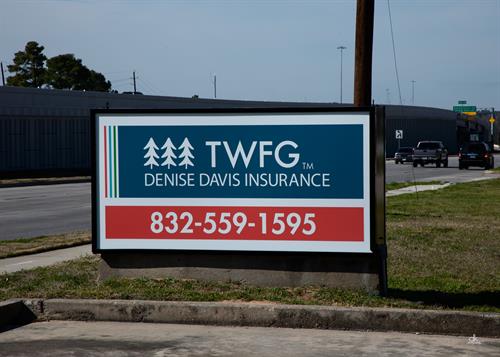 TWFG TM
DENISE DAVIS INSURANCE
832-559-1595